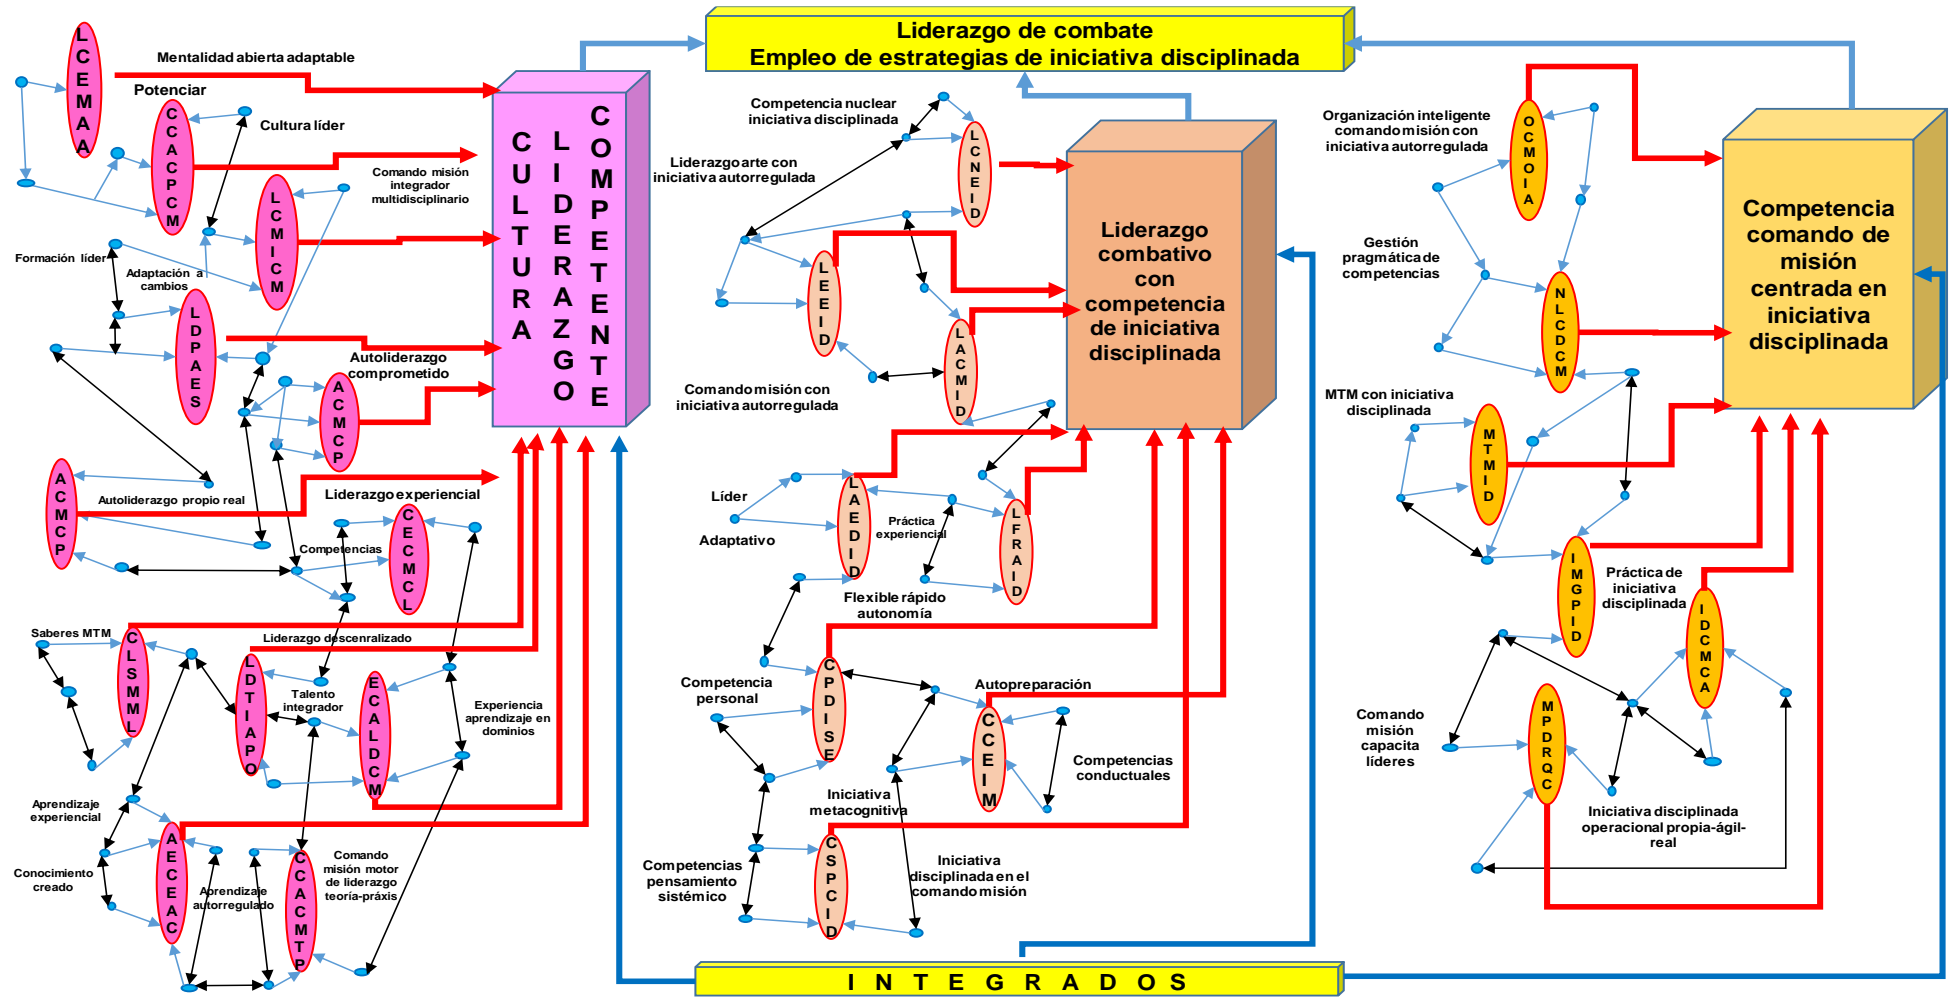 Liderazgo de combate
Empleo de estrategias de iniciativa disciplinada
LCEMAA
Mentalidad abierta adaptable
Potenciar
CCACPCM
Cultura líder
Comando misión
integrador
multidisciplinario
LCMICM
Formación líder
Adaptación a
cambios
LDPAES
Autoliderazgo
comprometido
ACMCP
ACMCP
Autoliderazgo propio real
Liderazgo experiencial
CECMCL
Competencias
Saberes MTM
CLSMML
Liderazgo descenralizado
LDTIAPO
Talento
integrador
ECALDCM
Experiencia
aprendizaje en
dominios
Aprendizaje
experiencial
AECEAC
Conocimiento
creado
Aprendizaje
autorregulado
CCACMTP
Comando
misión motor
de liderazgo
teoría-práxis
CULTURA
LIDERAZGO
COMPETENTE
Competencia nuclear
iniciativa disciplinada
LCNEID
Liderazgo arte con
iniciativa autorregulada
LEEID
LACMID
Comando misión con
iniciativa autorregulada
Líder
Adaptativo
LAEDID
Práctica
experiencial
LFRAID
Flexible rápido
autonomía
Competencia
personal
CPDISE
Autopreparación
CCEIM
Competencias
conductuales
Iniciativa
metacognitiva
CSPCID
Competencias
pensamiento
sistémico
Iniciativa
disciplinada en el
comando misión
Liderazgo
combativo
con
competencia
de iniciativa
disciplinada
Organización inteligente
comando misión con
iniciativa autorregulada
OCMOIA
Gestión
pragmática de
competencias
NLCDCM
MTM con iniciativa
disciplinada
MTMID
IMGPID
Práctica de
iniciativa
disciplinada
IDCMCA
Comando
misión
capacita
líderes
MPDRQC
Iniciativa disciplinada
operacional propia-ágil-
real
Competencia
comando de
misión
centrada en
iniciativa
disciplinada
INTEGRADOS